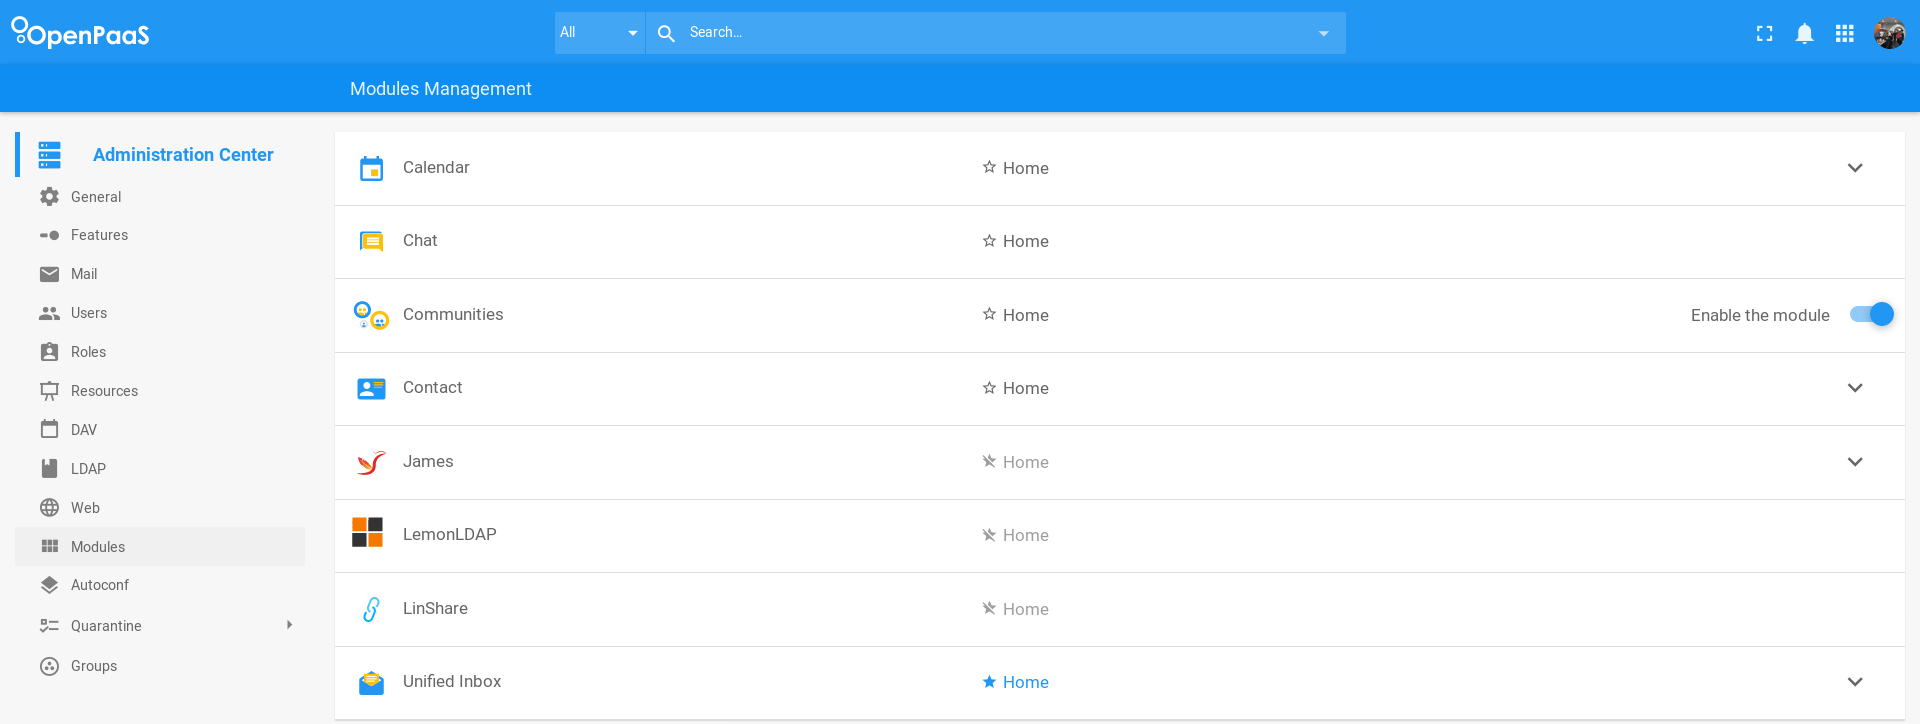 OpenPaaS
All
Search...
Modules Management
Administration Center
General
Features
Mail
Users
Roles
Resources
DAV
LDAP
Web
Modules
Autoconf
Quarantine
Groups
Calendar
Home
Chat
Home
Communities
Home
Enable the module
Contact
Home
James
Home
LemonLDAP
Home
LinShare
Home
Unified Inbox
Home